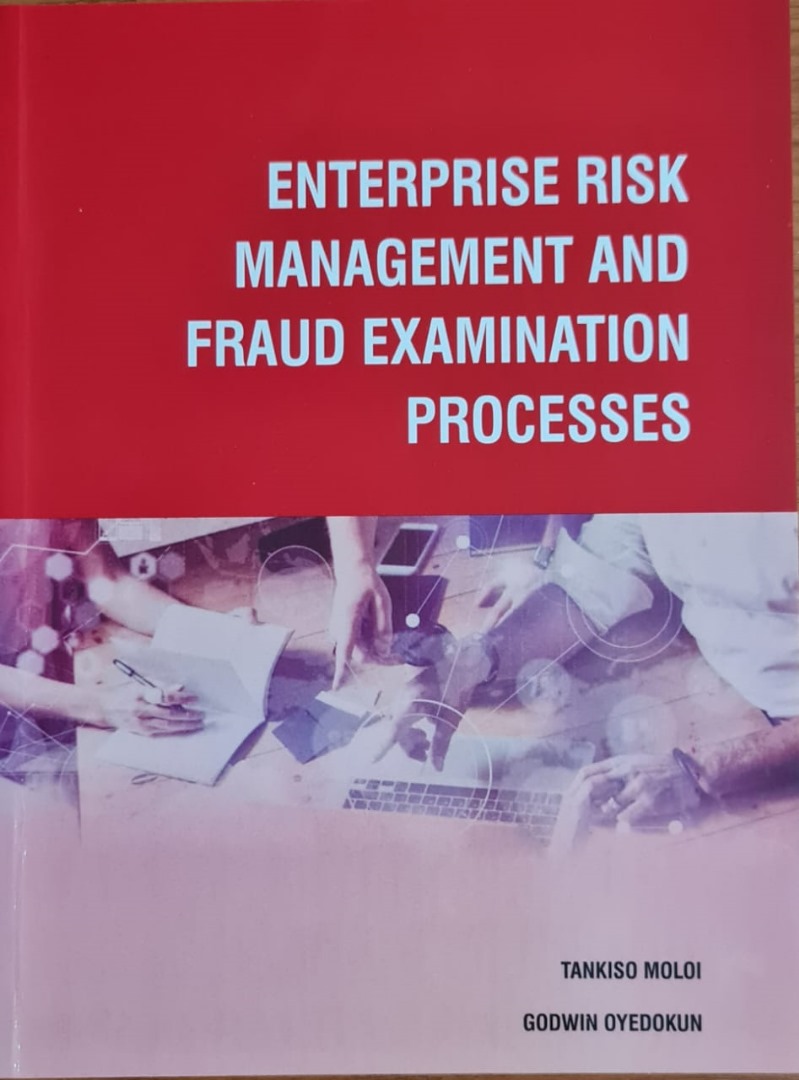 ENTERPRISE RISK
MANAGEMENT AND
FRAUD EXAMINATION
PROCESSES
TANKISO MOLOI
GODWIN OYEDOKUN